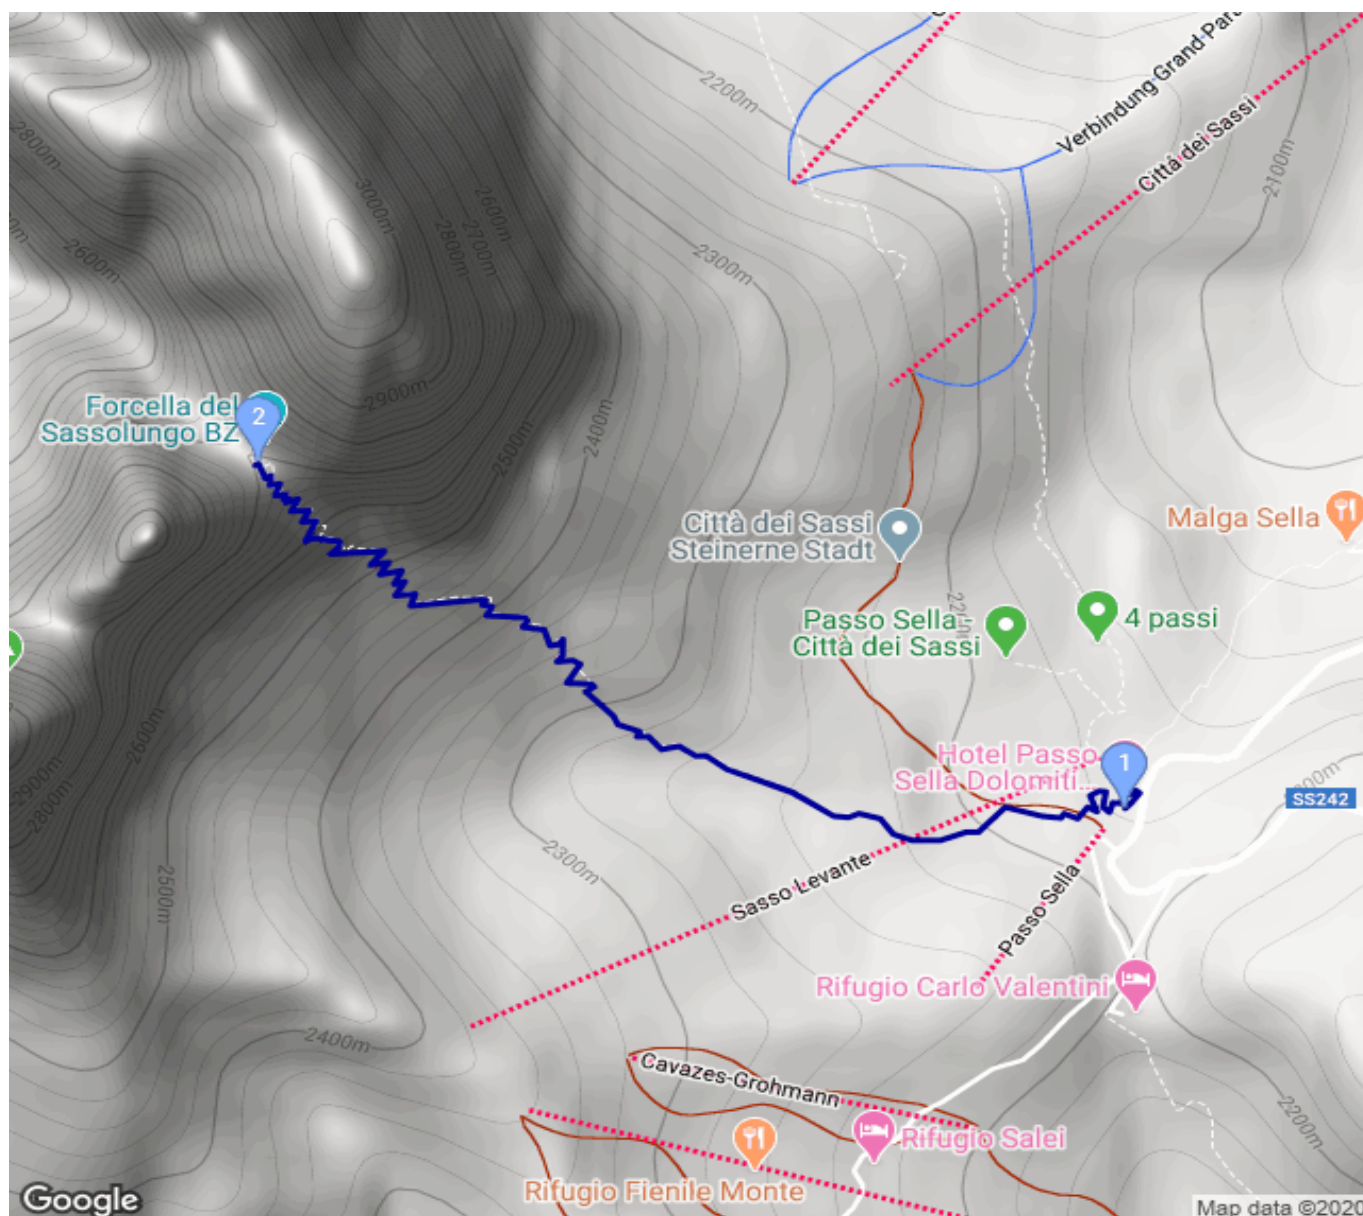 2200m
Verbindung Grand Para
Città dei Sassi
2100m
2800m
3000m
2600m
2700m
2800m
2600m
2300m
2900m
Forcella del
Sassolungo BZ
2
2500m
2400m
Città dei Sassi
Steinerne Stadt
Malga Sella
Passo Sella -
Città dei Sassi
4 passi
2600m
2900m
2800m
Hotel Passo
Sella Dolomiti...
1
SS242
2500m
2300m
Sasso Levante
Passo Sella
Rifugio Carlo Valentini
2400m
Cavazes-Grohmann
2200m
Rifugio Salei
Rifugio Fienile Monte
Google
Map data ©2020